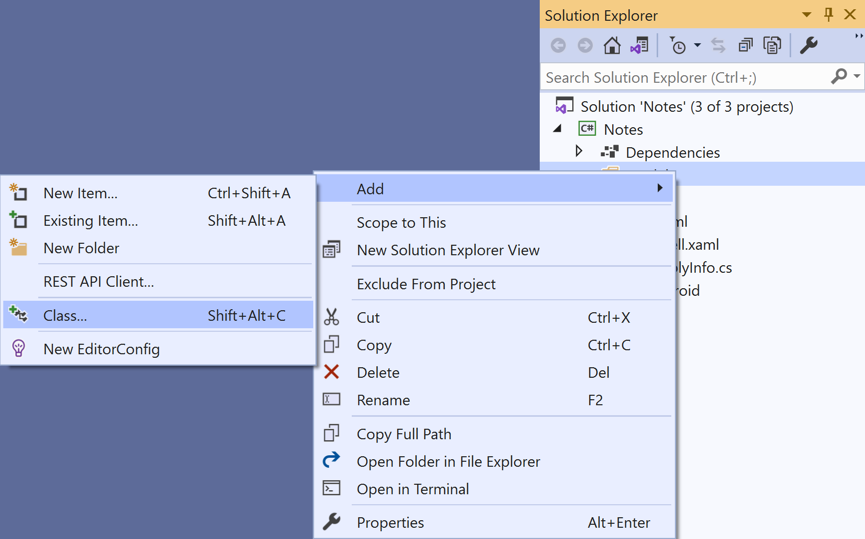 Solution Explorer
Search Solution Explorer (Ctrl+;)
Solution 'Notes' (3 of 3 projects)
C# Notes
Dependencies
Add
Scope to This
New Solution Explorer View
Exclude From Project
Cut Ctrl+X
Copy Ctrl+C
Delete Del
Rename F2
Copy Full Path
Open Folder in File Explorer
Open in Terminal
Properties Alt+Enter
New Item... Ctrl+Shift+A
Existing Item... Shift+Alt+A
New Folder
REST API Client...
Class... Shift+Alt+C
New EditorConfig
ml
ll.xaml
lyInfo.cs
roid